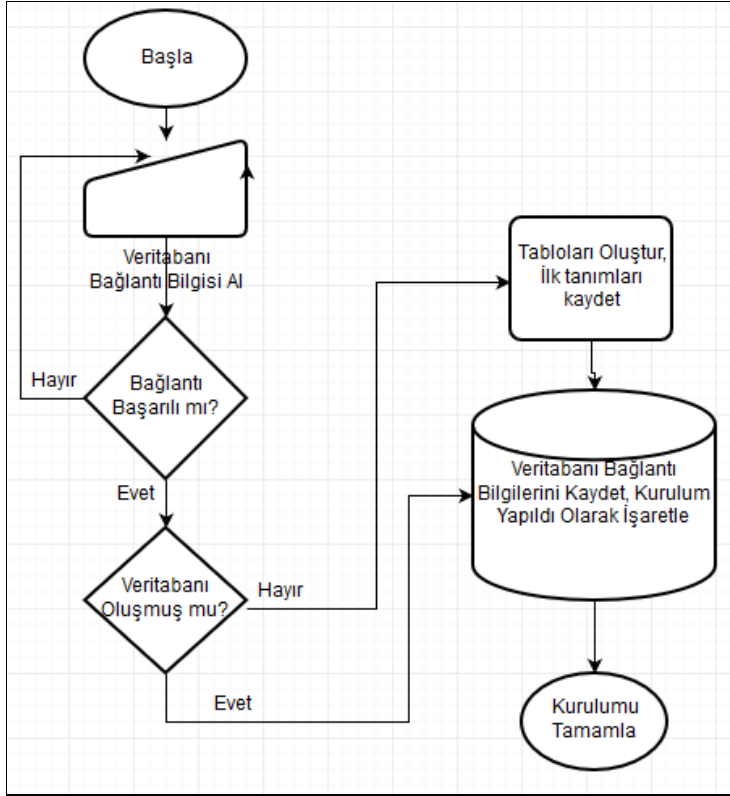 Başla
Veritabanı
Bağlantı Bilgisi Al
Bağlantı
Başarılı mı?
Hayır
Evet
Veritabanı
Oluşmuş mu?
Hayır
Evet
Tabloları Oluştur,
İlk tanımları
kaydet
Veritabanı Bağlantı
Bilgilerini Kaydet, Kurulum
Yapıldı Olarak İşaretle
Kurulumu
Tamamla